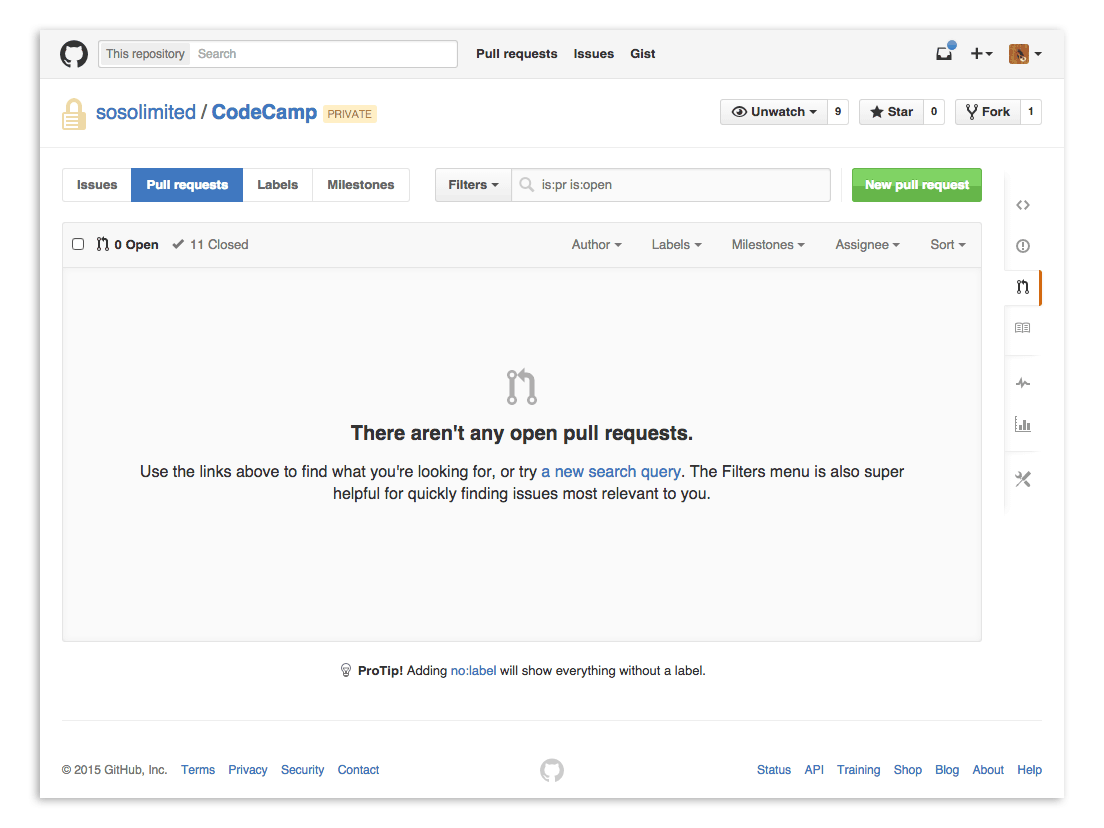 This repository Search Pull requests Issues Gist
sosolimited / CodeCamp PRIVATE Unwatch 9 Star 0 Fork 1
Issues Pull requests Labels Milestones Filters is:pr is:open New pull request
0 Open 11 Closed Author Labels Milestones Assignee Sort
There aren't any open pull requests.
Use the links above to find what you're looking for, or try a new search query. The Filters menu is also super
helpful for quickly finding issues most relevant to you.
ProTip! Adding no:label will show everything without a label.
© 2015 GitHub, Inc. Terms Privacy Security Contact Status API Training Shop Blog About Help